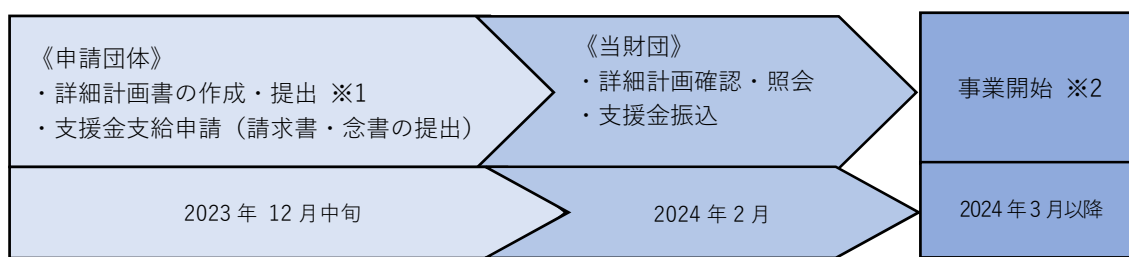 《申請団体》
・詳細計画書の作成・提出 ※1
・支援金支給申請（請求書・念書の提出）
《当財団》
・詳細計画確認・照会
・支援金振込
事業開始 ※2
2023 年 12 月中旬
2024 年 2 月
2024 年 3 月以降